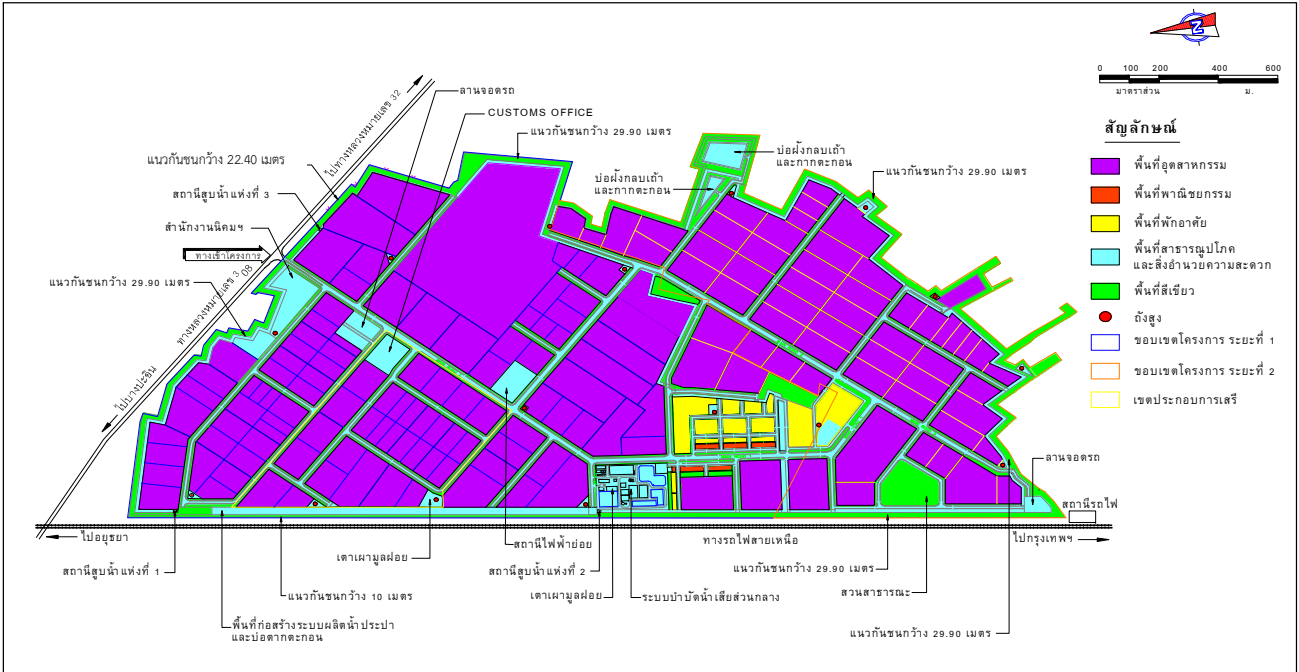 Z
0 100 200 400 600
มาตราส่วน ม.
สัญลักษณ์
พื้นที่อุตสาหกรรม
พื้นที่พาณิชยกรรม
พื้นที่พักอาศัย
พื้นที่สาธารณูปโภค
และสิ่งอำนวยความสะดวก
พื้นที่สีเขียว
ถังสูง
ขอบเขตโครงการ ระยะที่ 1
ขอบเขตโครงการ ระยะที่ 2
เขตประกอบการเสรี
ลานจอดรถ
CUSTOMS OFFICE
แนวกันชนกว้าง 29.90 เมตร
ไปทางหลวงหมายเลข 32
แนวกันชนกว้าง 22.40 เมตร
สถานีสูบน้ำแห่งที่ 3
สำนักงานนิคมฯ
ทางเข้าโครงการ
แนวกันชนกว้าง 29.90 เมตร
ทางหลวงหมายเลข 3
08
ไปบางปะอิน
บ่อฝังกลบเถ้า
และกากตะกอน
บ่อฝังกลบเถ้า
และกากตะกอน
แนวกันชนกว้าง 29.90 เมตร
ลานจอดรถ
สถานีรถไฟ
ไปอยุธยา
ทางรถไฟสายเหนือ
ไปกรุงเทพฯ
สถานีสูบน้ำแห่งที่ 1
เตาเผามูลฝอย
สถานีไฟฟ้าย่อย
สถานีสูบน้ำแห่งที่ 2
แนวกันชนกว้าง 29.90 เมตร
แนวกันชนกว้าง 10 เมตร
เตาเผามูลฝอย
ระบบบำบัดน้ำเสียส่วนกลาง
สวนสาธารณะ
พื้นที่ก่อสร้างระบบผลิตน้ำประปา
และบ่อตากตะกอน
แนวกันชนกว้าง 29.90 เมตร